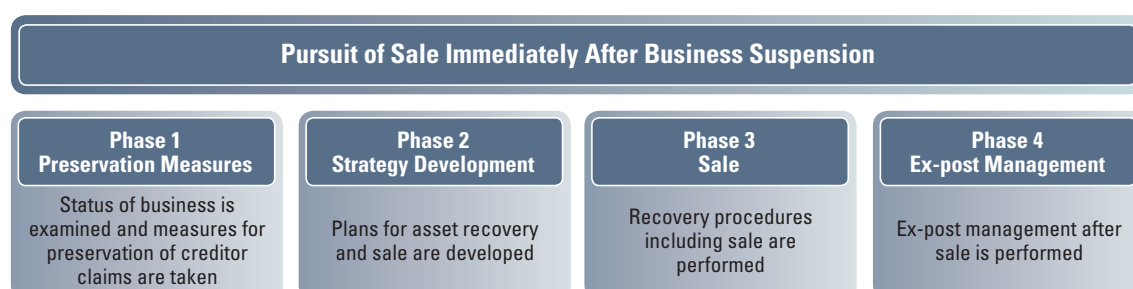 Pursuit of Sale Immediately After Business Suspension
Phase 1
Preservation Measures
Status of business is
examined and measures for
preservation of creditor
claims are taken
Phase 2
Strategy Development
Plans for asset recovery
and sale are developed
Phase 3
Sale
Recovery procedures
including sale are
performed
Phase 4
Ex-post Management
Ex-post management after
sale is performed